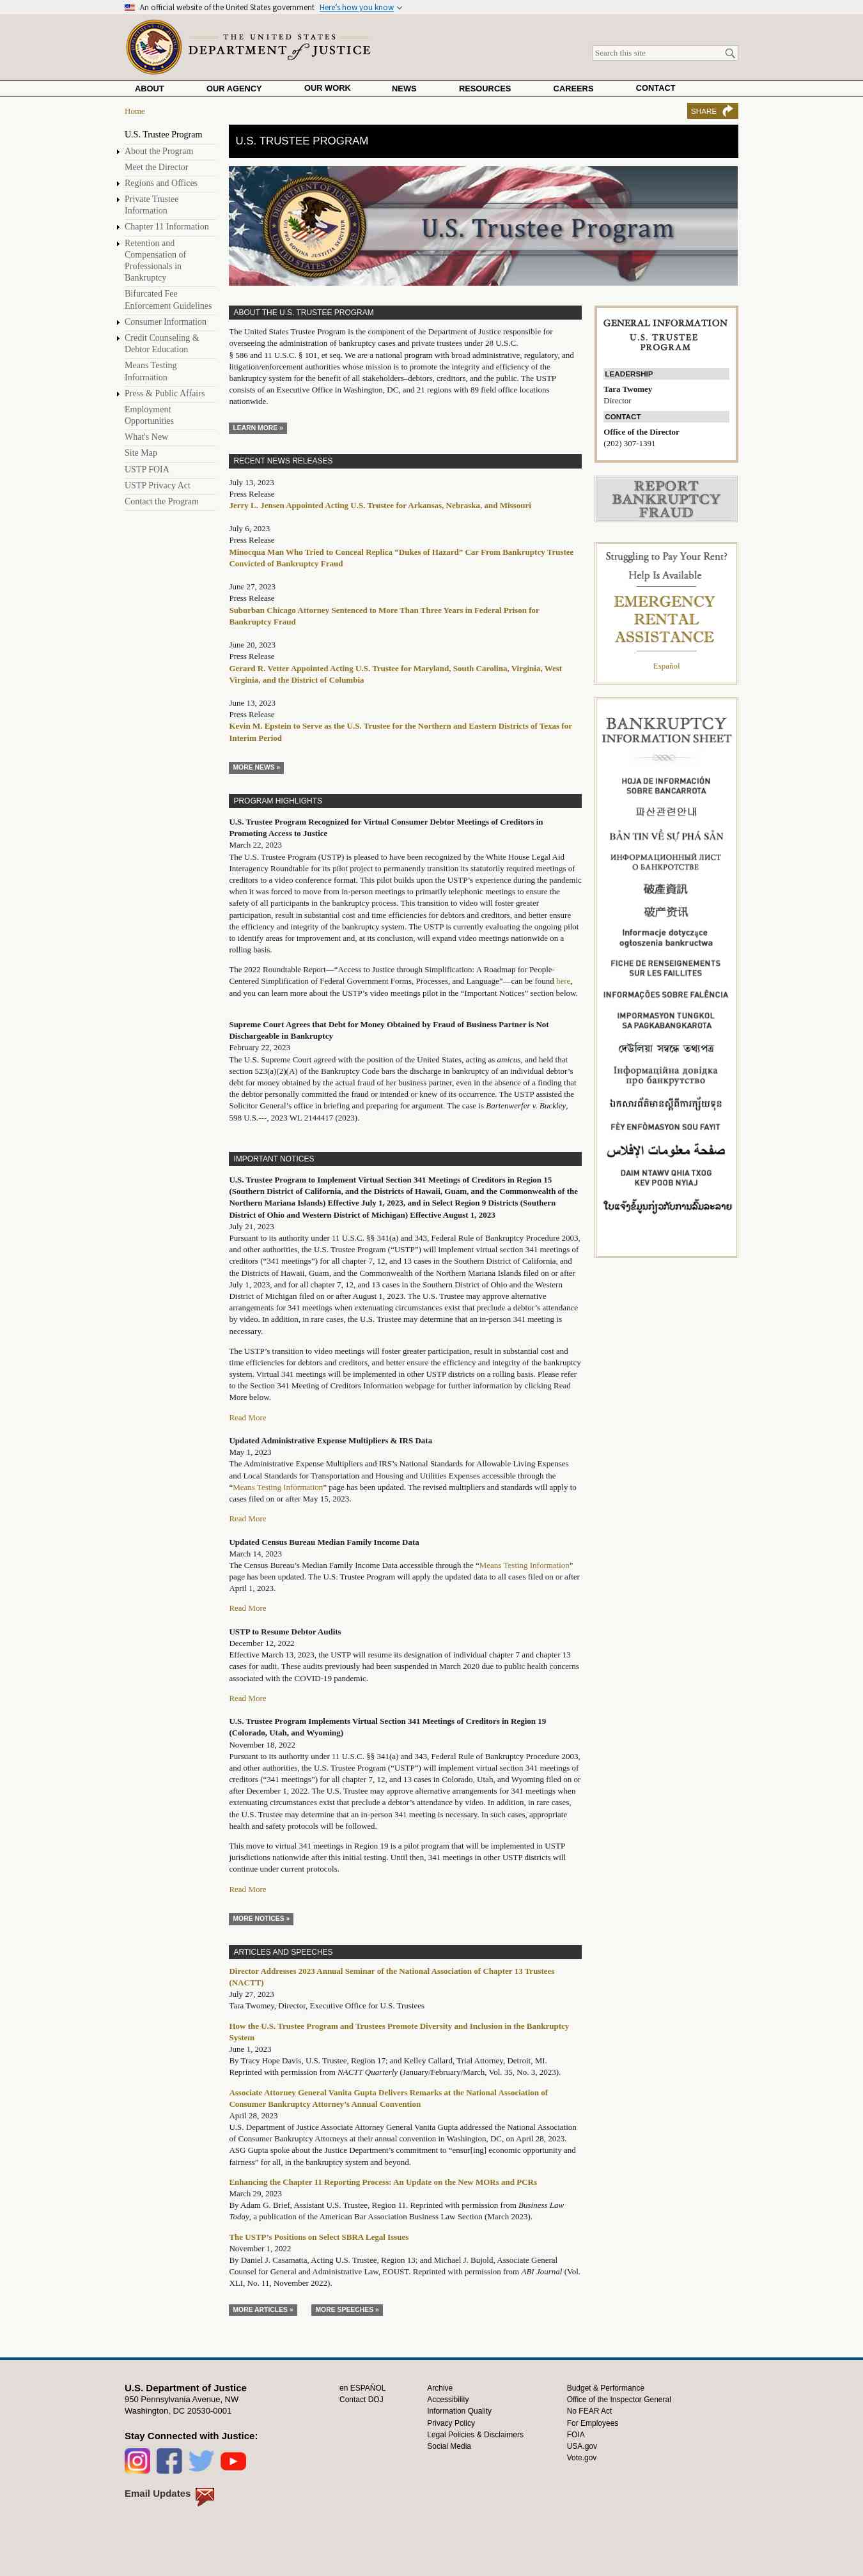 An official website of the United States government Here's how you know
THE UNITED STATES
DEPARTMENT of JUSTICE
Search this site
ABOUT OUR AGENCY OUR WORK NEWS RESOURCES CAREERS CONTACT
Home
SHARE
U.S. Trustee Program
About the Program
Meet the Director
Regions and Offices
Private Trustee
Information
Chapter 11 Information
Retention and
Compensation of
Professionals in
Bankruptcy
Bifurcated Fee
Enforcement Guidelines
Consumer Information
Credit Counseling &
Debtor Education
Means Testing
Information
Press & Public Affairs
Employment
Opportunities
What's New
Site Map
USTP FOIA
USTP Privacy Act
Contact the Program
U.S. TRUSTEE PROGRAM
U.S. Trustee Program
ABOUT THE U.S. TRUSTEE PROGRAM
The United States Trustee Program is the component of the Department of Justice responsible for
overseeing the administration of bankruptcy cases and private trustees under 28 U.S.C.
§ 586 and 11 U.S.C. § 101, et seq. We are a national program with broad administrative, regulatory, and
litigation/enforcement authorities whose mission is to promote the integrity and efficiency of the
bankruptcy system for the benefit of all stakeholders–debtors, creditors, and the public. The USTP
consists of an Executive Office in Washington, DC, and 21 regions with 89 field office locations
nationwide.
LEARN MORE »
RECENT NEWS RELEASES
July 13, 2023
Press Release
Jerry L. Jensen Appointed Acting U.S. Trustee for Arkansas, Nebraska, and Missouri
July 6, 2023
Press Release
Minocqua Man Who Tried to Conceal Replica “Dukes of Hazard” Car From Bankruptcy Trustee
Convicted of Bankruptcy Fraud
June 27, 2023
Press Release
Suburban Chicago Attorney Sentenced to More Than Three Years in Federal Prison for
Bankruptcy Fraud
June 20, 2023
Press Release
Gerard R. Vetter Appointed Acting U.S. Trustee for Maryland, South Carolina, Virginia, West
Virginia, and the District of Columbia
June 13, 2023
Press Release
Kevin M. Epstein to Serve as the U.S. Trustee for the Northern and Eastern Districts of Texas for
Interim Period
MORE NEWS »
PROGRAM HIGHLIGHTS
U.S. Trustee Program Recognized for Virtual Consumer Debtor Meetings of Creditors in
Promoting Access to Justice
March 22, 2023
The U.S. Trustee Program (USTP) is pleased to have been recognized by the White House Legal Aid
Interagency Roundtable for its pilot project to permanently transition its statutorily required meetings of
creditors to a video conference format. This pilot builds upon the USTP’s experience during the pandemic
when it was forced to move from in-person meetings to primarily telephonic meetings to ensure the
safety of all participants in the bankruptcy process. This transition to video will foster greater
participation, result in substantial cost and time efficiencies for debtors and creditors, and better ensure
the efficiency and integrity of the bankruptcy system. The USTP is currently evaluating the ongoing pilot
to identify areas for improvement and, at its conclusion, will expand video meetings nationwide on a
rolling basis.
The 2022 Roundtable Report—“Access to Justice through Simplification: A Roadmap for People-
Centered Simplification of Federal Government Forms, Processes, and Language”—can be found here,
and you can learn more about the USTP’s video meetings pilot in the “Important Notices” section below.
Supreme Court Agrees that Debt for Money Obtained by Fraud of Business Partner is Not
Dischargeable in Bankruptcy
February 22, 2023
The U.S. Supreme Court agreed with the position of the United States, acting as amicus, and held that
section 523(a)(2)(A) of the Bankruptcy Code bars the discharge in bankruptcy of an individual debtor’s
debt for money obtained by the actual fraud of her business partner, even in the absence of a finding that
the debtor personally committed the fraud or intended or knew of its occurrence. The USTP assisted the
Solicitor General’s office in briefing and preparing for argument. The case is Bartenwerfer v. Buckley,
598 U.S.---, 2023 WL 2144417 (2023).
IMPORTANT NOTICES
U.S. Trustee Program to Implement Virtual Section 341 Meetings of Creditors in Region 15
(Southern District of California, and the Districts of Hawaii, Guam, and the Commonwealth of the
Northern Mariana Islands) Effective July 1, 2023, and in Select Region 9 Districts (Southern
District of Ohio and Western District of Michigan) Effective August 1, 2023
July 21, 2023
Pursuant to its authority under 11 U.S.C. §§ 341(a) and 343, Federal Rule of Bankruptcy Procedure 2003,
and other authorities, the U.S. Trustee Program (“USTP”) will implement virtual section 341 meetings of
creditors (“341 meetings”) for all chapter 7, 12, and 13 cases in the Southern District of California, and
the Districts of Hawaii, Guam, and the Commonwealth of the Northern Mariana Islands filed on or after
July 1, 2023, and for all chapter 7, 12, and 13 cases in the Southern District of Ohio and the Western
District of Michigan filed on or after August 1, 2023. The U.S. Trustee may approve alternative
arrangements for 341 meetings when extenuating circumstances exist that preclude a debtor’s attendance
by video. In addition, in rare cases, the U.S. Trustee may determine that an in-person 341 meeting is
necessary.
The USTP’s transition to video meetings will foster greater participation, result in substantial cost and
time efficiencies for debtors and creditors, and better ensure the efficiency and integrity of the bankruptcy
system. Virtual 341 meetings will be implemented in other USTP districts on a rolling basis. Please refer
to the Section 341 Meeting of Creditors Information webpage for further information by clicking Read
More below.
Read More
Updated Administrative Expense Multipliers & IRS Data
May 1, 2023
The Administrative Expense Multipliers and IRS’s National Standards for Allowable Living Expenses
and Local Standards for Transportation and Housing and Utilities Expenses accessible through the
“Means Testing Information” page has been updated. The revised multipliers and standards will apply to
cases filed on or after May 15, 2023.
Read More
Updated Census Bureau Median Family Income Data
March 14, 2023
The Census Bureau’s Median Family Income Data accessible through the “Means Testing Information”
page has been updated. The U.S. Trustee Program will apply the updated data to all cases filed on or after
April 1, 2023.
Read More
USTP to Resume Debtor Audits
December 12, 2022
Effective March 13, 2023, the USTP will resume its designation of individual chapter 7 and chapter 13
cases for audit. These audits previously had been suspended in March 2020 due to public health concerns
associated with the COVID-19 pandemic.
Read More
U.S. Trustee Program Implements Virtual Section 341 Meetings of Creditors in Region 19
(Colorado, Utah, and Wyoming)
November 18, 2022
Pursuant to its authority under 11 U.S.C. §§ 341(a) and 343, Federal Rule of Bankruptcy Procedure 2003,
and other authorities, the U.S. Trustee Program (“USTP”) will implement virtual section 341 meetings of
creditors (“341 meetings”) for all chapter 7, 12, and 13 cases in Colorado, Utah, and Wyoming filed on or
after December 1, 2022. The U.S. Trustee may approve alternative arrangements for 341 meetings when
extenuating circumstances exist that preclude a debtor’s attendance by video. In addition, in rare cases,
the U.S. Trustee may determine that an in-person 341 meeting is necessary. In such cases, appropriate
health and safety protocols will be followed.
This move to virtual 341 meetings in Region 19 is a pilot program that will be implemented in USTP
jurisdictions nationwide after this initial testing. Until then, 341 meetings in other USTP districts will
continue under current protocols.
Read More
MORE NOTICES »
ARTICLES AND SPEECHES
Director Addresses 2023 Annual Seminar of the National Association of Chapter 13 Trustees
(NACTT)
July 27, 2023
Tara Twomey, Director, Executive Office for U.S. Trustees
How the U.S. Trustee Program and Trustees Promote Diversity and Inclusion in the Bankruptcy
System
June 1, 2023
By Tracy Hope Davis, U.S. Trustee, Region 17; and Kelley Callard, Trial Attorney, Detroit, MI.
Reprinted with permission from NACTT Quarterly (January/February/March, Vol. 35, No. 3, 2023).
Associate Attorney General Vanita Gupta Delivers Remarks at the National Association of
Consumer Bankruptcy Attorney’s Annual Convention
April 28, 2023
U.S. Department of Justice Associate Attorney General Vanita Gupta addressed the National Association
of Consumer Bankruptcy Attorneys at their annual convention in Washington, DC, on April 28, 2023.
ASG Gupta spoke about the Justice Department’s commitment to “ensur[ing] economic opportunity and
fairness” for all, in the bankruptcy system and beyond.
Enhancing the Chapter 11 Reporting Process: An Update on the New MORs and PCRs
March 29, 2023
By Adam G. Brief, Assistant U.S. Trustee, Region 11. Reprinted with permission from Business Law
Today, a publication of the American Bar Association Business Law Section (March 2023).
The USTP’s Positions on Select SBRA Legal Issues
November 1, 2022
By Daniel J. Casamatta, Acting U.S. Trustee, Region 13; and Michael J. Bujold, Associate General
Counsel for General and Administrative Law, EOUST. Reprinted with permission from ABI Journal (Vol.
XLI, No. 11, November 2022).
MORE ARTICLES » MORE SPEECHES »
GENERAL INFORMATION
U.S. TRUSTEE
PROGRAM
LEADERSHIP
Tara Twomey
Director
CONTACT
Office of the Director
(202) 307-1391
REPORT
BANKRUPTCY
FRAUD
Struggling to Pay Your Rent?
Help Is Available
EMERGENCY
RENTAL
ASSISTANCE
Español
BANKRUPTCY
INFORMATION SHEET
HOJA DE INFORMACIÓN
SOBRE BANCARROTA
파산관련안내
BẢN TIN VỀ SỰ PHÁ SẢN
ИНФОРМАЦИОННЫЙ ЛИСТ
О БАНКРОТСТВЕ
破產資訊
破产资讯
Informacje dotyczące
ogłoszenia bankructwa
FICHE DE RENSEIGNEMENTS
SUR LES FAILLITES
INFORMAÇÕES SOBRE FALÊNCIA
IMPORMASYON TUNGKOL
SA PAGKABANGKAROTA
দেউলিয়া সম্বন্ধে তথ্যপত্র
Інформаційна довідка
про банкрутство
ឯកសារព័ត៌មានស្តីពីការក្ស័យធន
FÈY ENFÒMASYON SOU FAYIT
صفحة معلومات الإفلاس
DAIM NTAWV QHIA TXOG
KEV POOB NYIAJ
ໃບແຈ້ງຂໍ້ມູນກ່ຽວກັບການລົ້ມລະລາຍ
U.S. Department of Justice
950 Pennsylvania Avenue, NW
Washington, DC 20530-0001
Stay Connected with Justice:
Email Updates
en ESPAÑOL
Contact DOJ
Archive
Accessibility
Information Quality
Privacy Policy
Legal Policies & Disclaimers
Social Media
Budget & Performance
Office of the Inspector General
No FEAR Act
For Employees
FOIA
USA.gov
Vote.gov